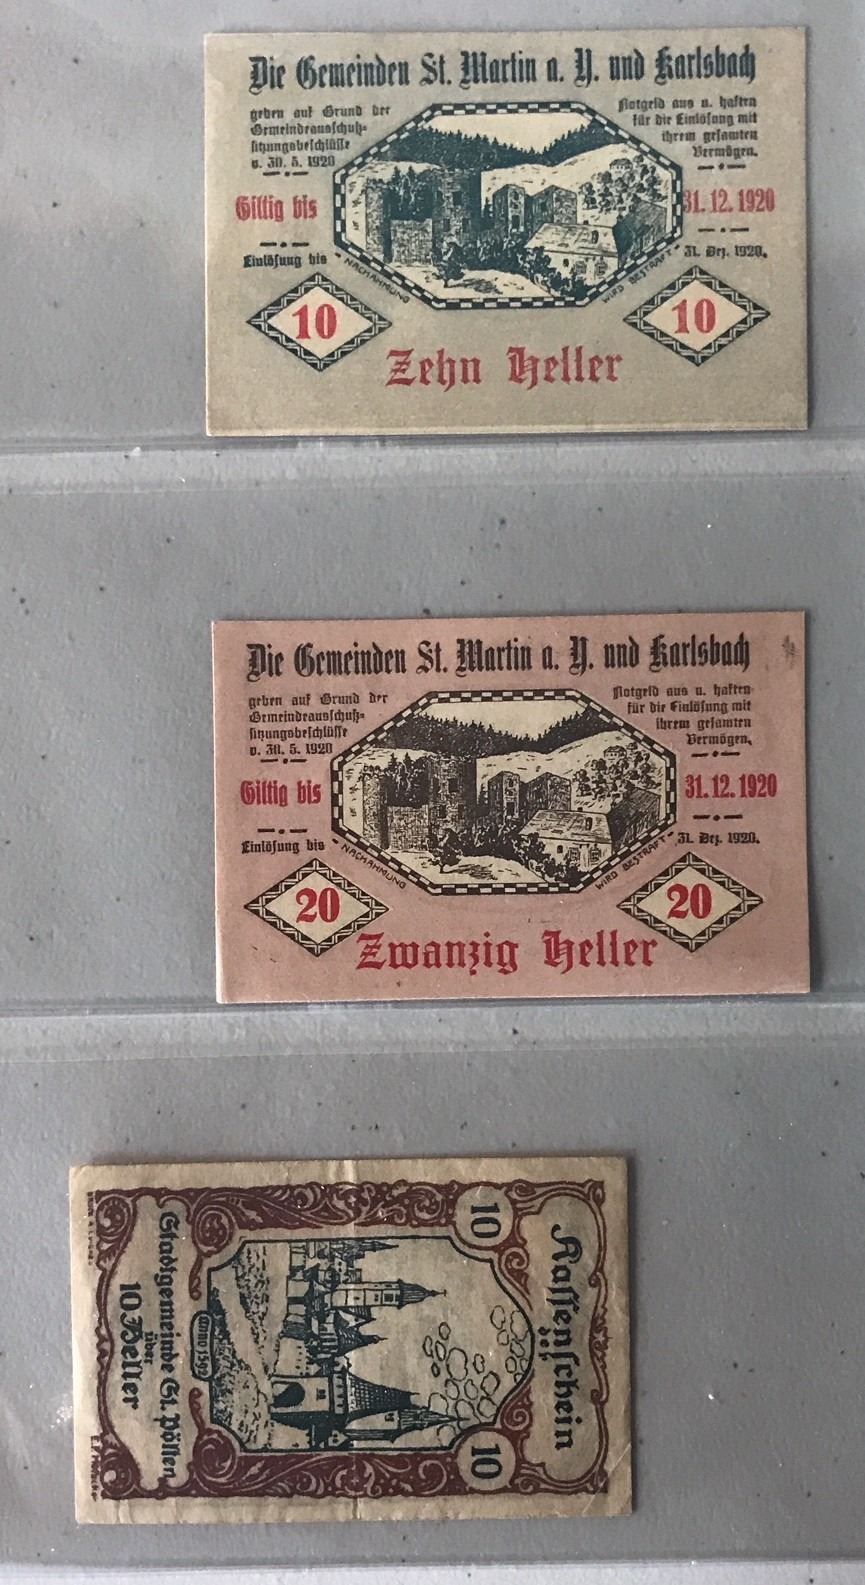 Die Gemeinden St. Martin a. Y. und Karlsbach
geben auf Grund der
Gemeindeausschuß-
sitzungsbeschlüsse
v. 30. 5. 1920
Notgeld aus u. haften
für die Einlösung mit
ihrem gesamten
Vermögen.
Giltig bis
31. 12. 1920
Einlösung bis
31. Dez. 1920.
NACHAHMUNG
WIRD BESTRAFT
10
10
Zehn Heller
Die Gemeinden St. Martin a. Y. und Karlsbach
geben auf Grund der
Gemeindeausschuß-
sitzungsbeschlüsse
v. 30. 5. 1920
Notgeld aus u. haften
für die Einlösung mit
ihrem gesamten
Vermögen.
Giltig bis
31. 12. 1920
Einlösung bis
31. Dez. 1920.
NACHAHMUNG
WIRD BESTRAFT
20
20
Zwanzig Heller
Kassenschein
der
10
10
Stadtgemeinde St. Pölten
über
10 Heller